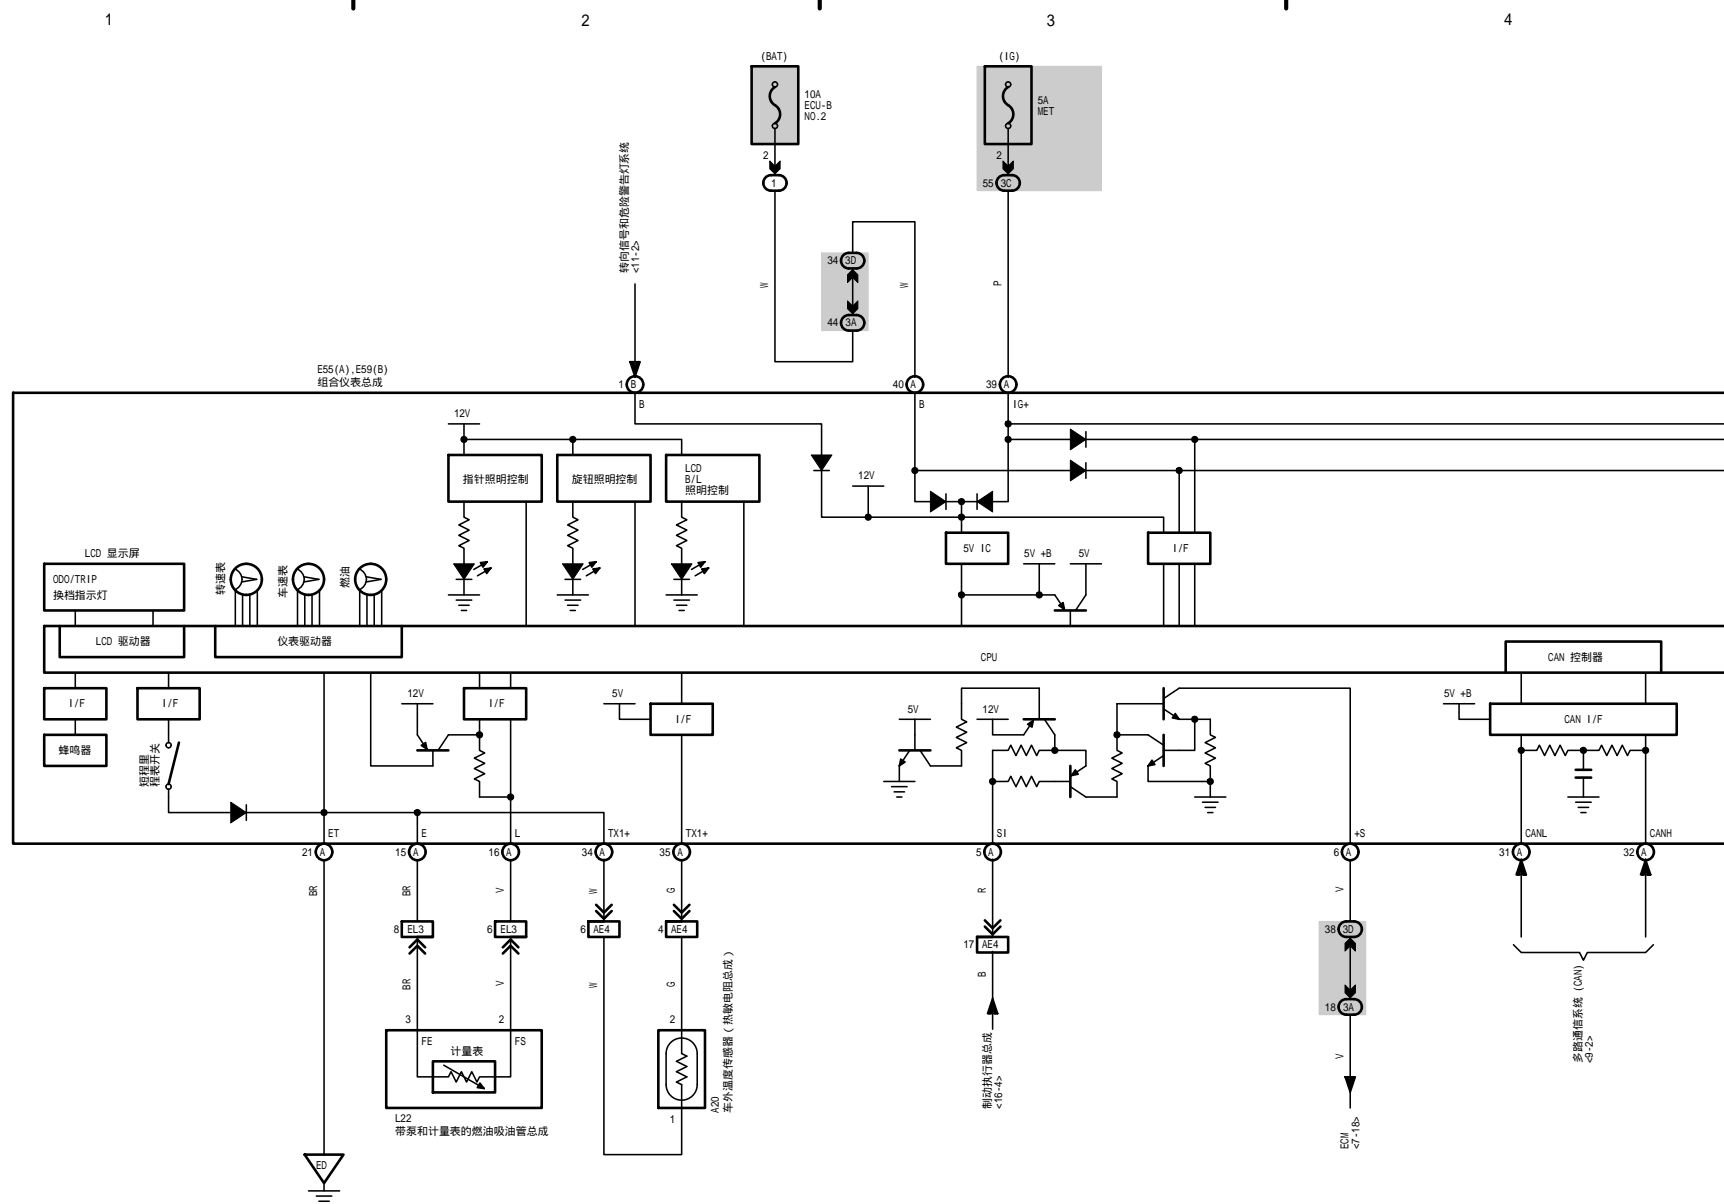 1
2
3
4
(BAT)
(IG)
10A
ECU-B
NO.2
5A
MET
2
1
2
55 3C
转向信号和危险警告灯系统
<11-2>
34 3D
44 3A
W
W
P
E55(A),E59(B)
组合仪表总成
1 B
40 A
39 A
B
B
IG+
12V
指针照明控制
旋钮照明控制
LCD
B/L
照明控制
12V
5V IC
5V +B
5V
I/F
LCD 显示屏
ODO/TRIP
换档指示灯
转速表
车速表
燃油
LCD 驱动器
仪表驱动器
CPU
CAN 控制器
I/F
I/F
12V
I/F
5V
I/F
5V
12V
5V +B
CAN I/F
蜂鸣器
短程里
程表开关
ET
E
L
TX1+
TX1+
SI
+S
CANL
CANH
21 A
15 A
16 A
34 A
35 A
5 A
6 A
31 A
32 A
BR
BR
V
W
G
R
V
8 EL3
6 EL3
6 AE4
4 AE4
17 AE4
38 3D
18 3A
BR
V
W
G
B
V
3
2
FE
FS
计量表
L22
带泵和计量表的燃油吸油管总成
2
1
A20
车外温度传感器（热敏电阻总成）
制动执行器总成
<16-4>
ECM
<7-18>
多路通信系统 (CAN)
<9-2>
ED